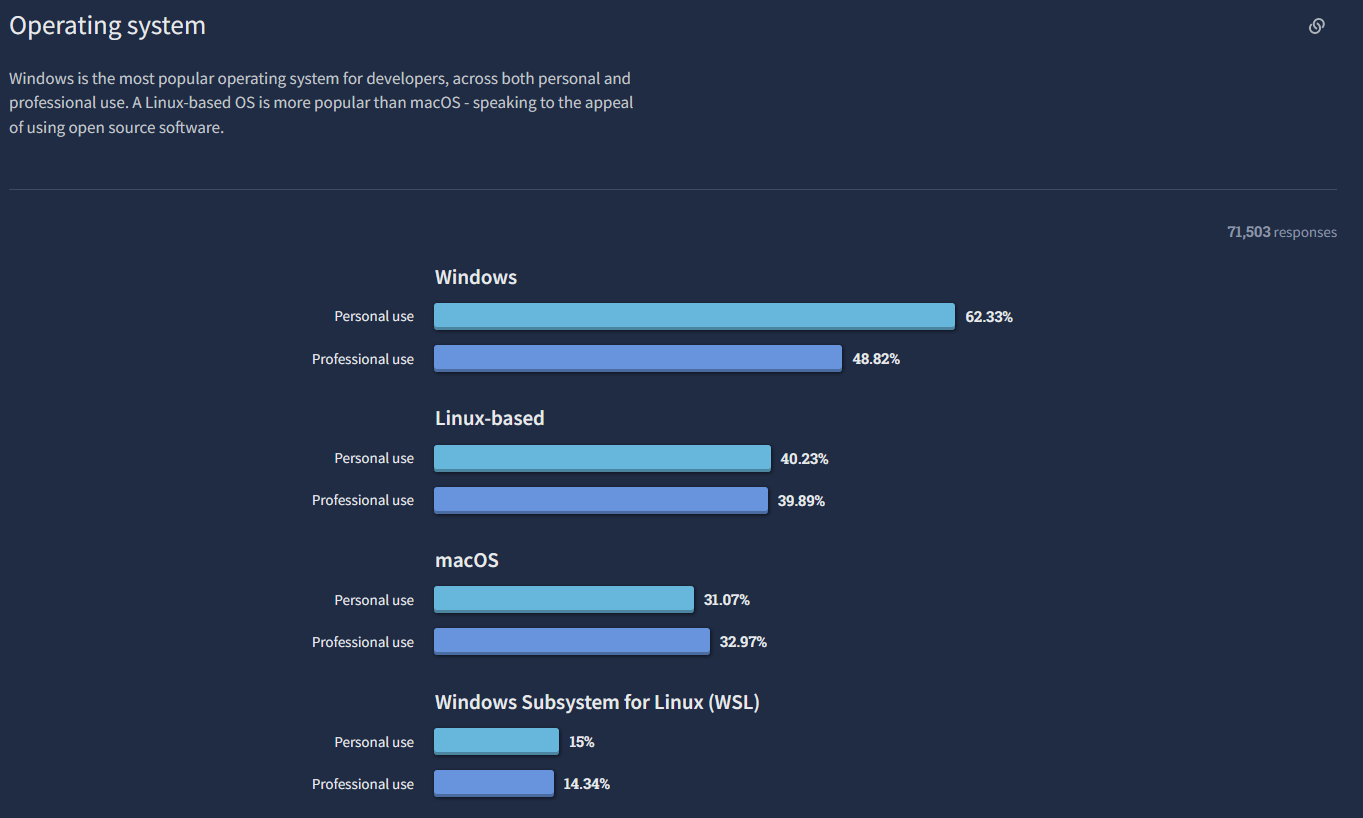 Operating system
Windows is the most popular operating system for developers, across both personal and
professional use. A Linux-based OS is more popular than macOS - speaking to the appeal
of using open source software.
71,503 responses
Windows
Personal use 62.33%
Professional use 48.82%
Linux-based
Personal use 40.23%
Professional use 39.89%
macOS
Personal use 31.07%
Professional use 32.97%
Windows Subsystem for Linux (WSL)
Personal use 15%
Professional use 14.34%